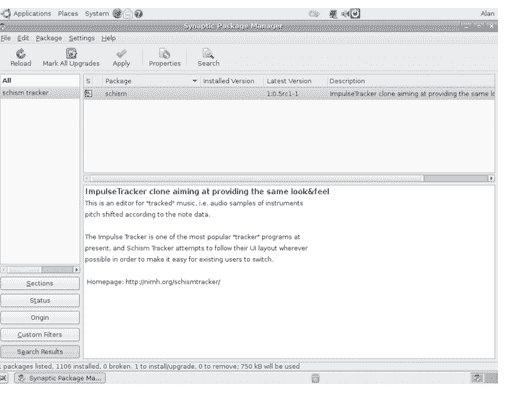 Applications Places System Alan
Synaptic Package Manager
File Edit Package Settings Help
Reload Mark All Upgrades Apply Properties Search
All
schism tracker
S Package Installed Version Latest Version Description
schism 1:0.5rc1-1 ImpulseTracker clone aiming at providing the same lo
ImpulseTracker clone aiming at providing the same look&feel
This is an editor for "tracked" music, i.e. audio samples of instruments
pitch shifted according to the note data.
The Impulse Tracker is one of the most popular "tracker" programs at
present, and Schism Tracker attempts to follow their UI layout wherever
possible in order to make it easy for existing users to switch.
Homepage: http://nimh.org/schismtracker/
Sections
Status
Origin
Custom Filters
Search Results
packages listed, 1106 installed, 0 broken. 1 to install/upgrade, 0 to remove; 750 kB will be used
Synaptic Package Ma...